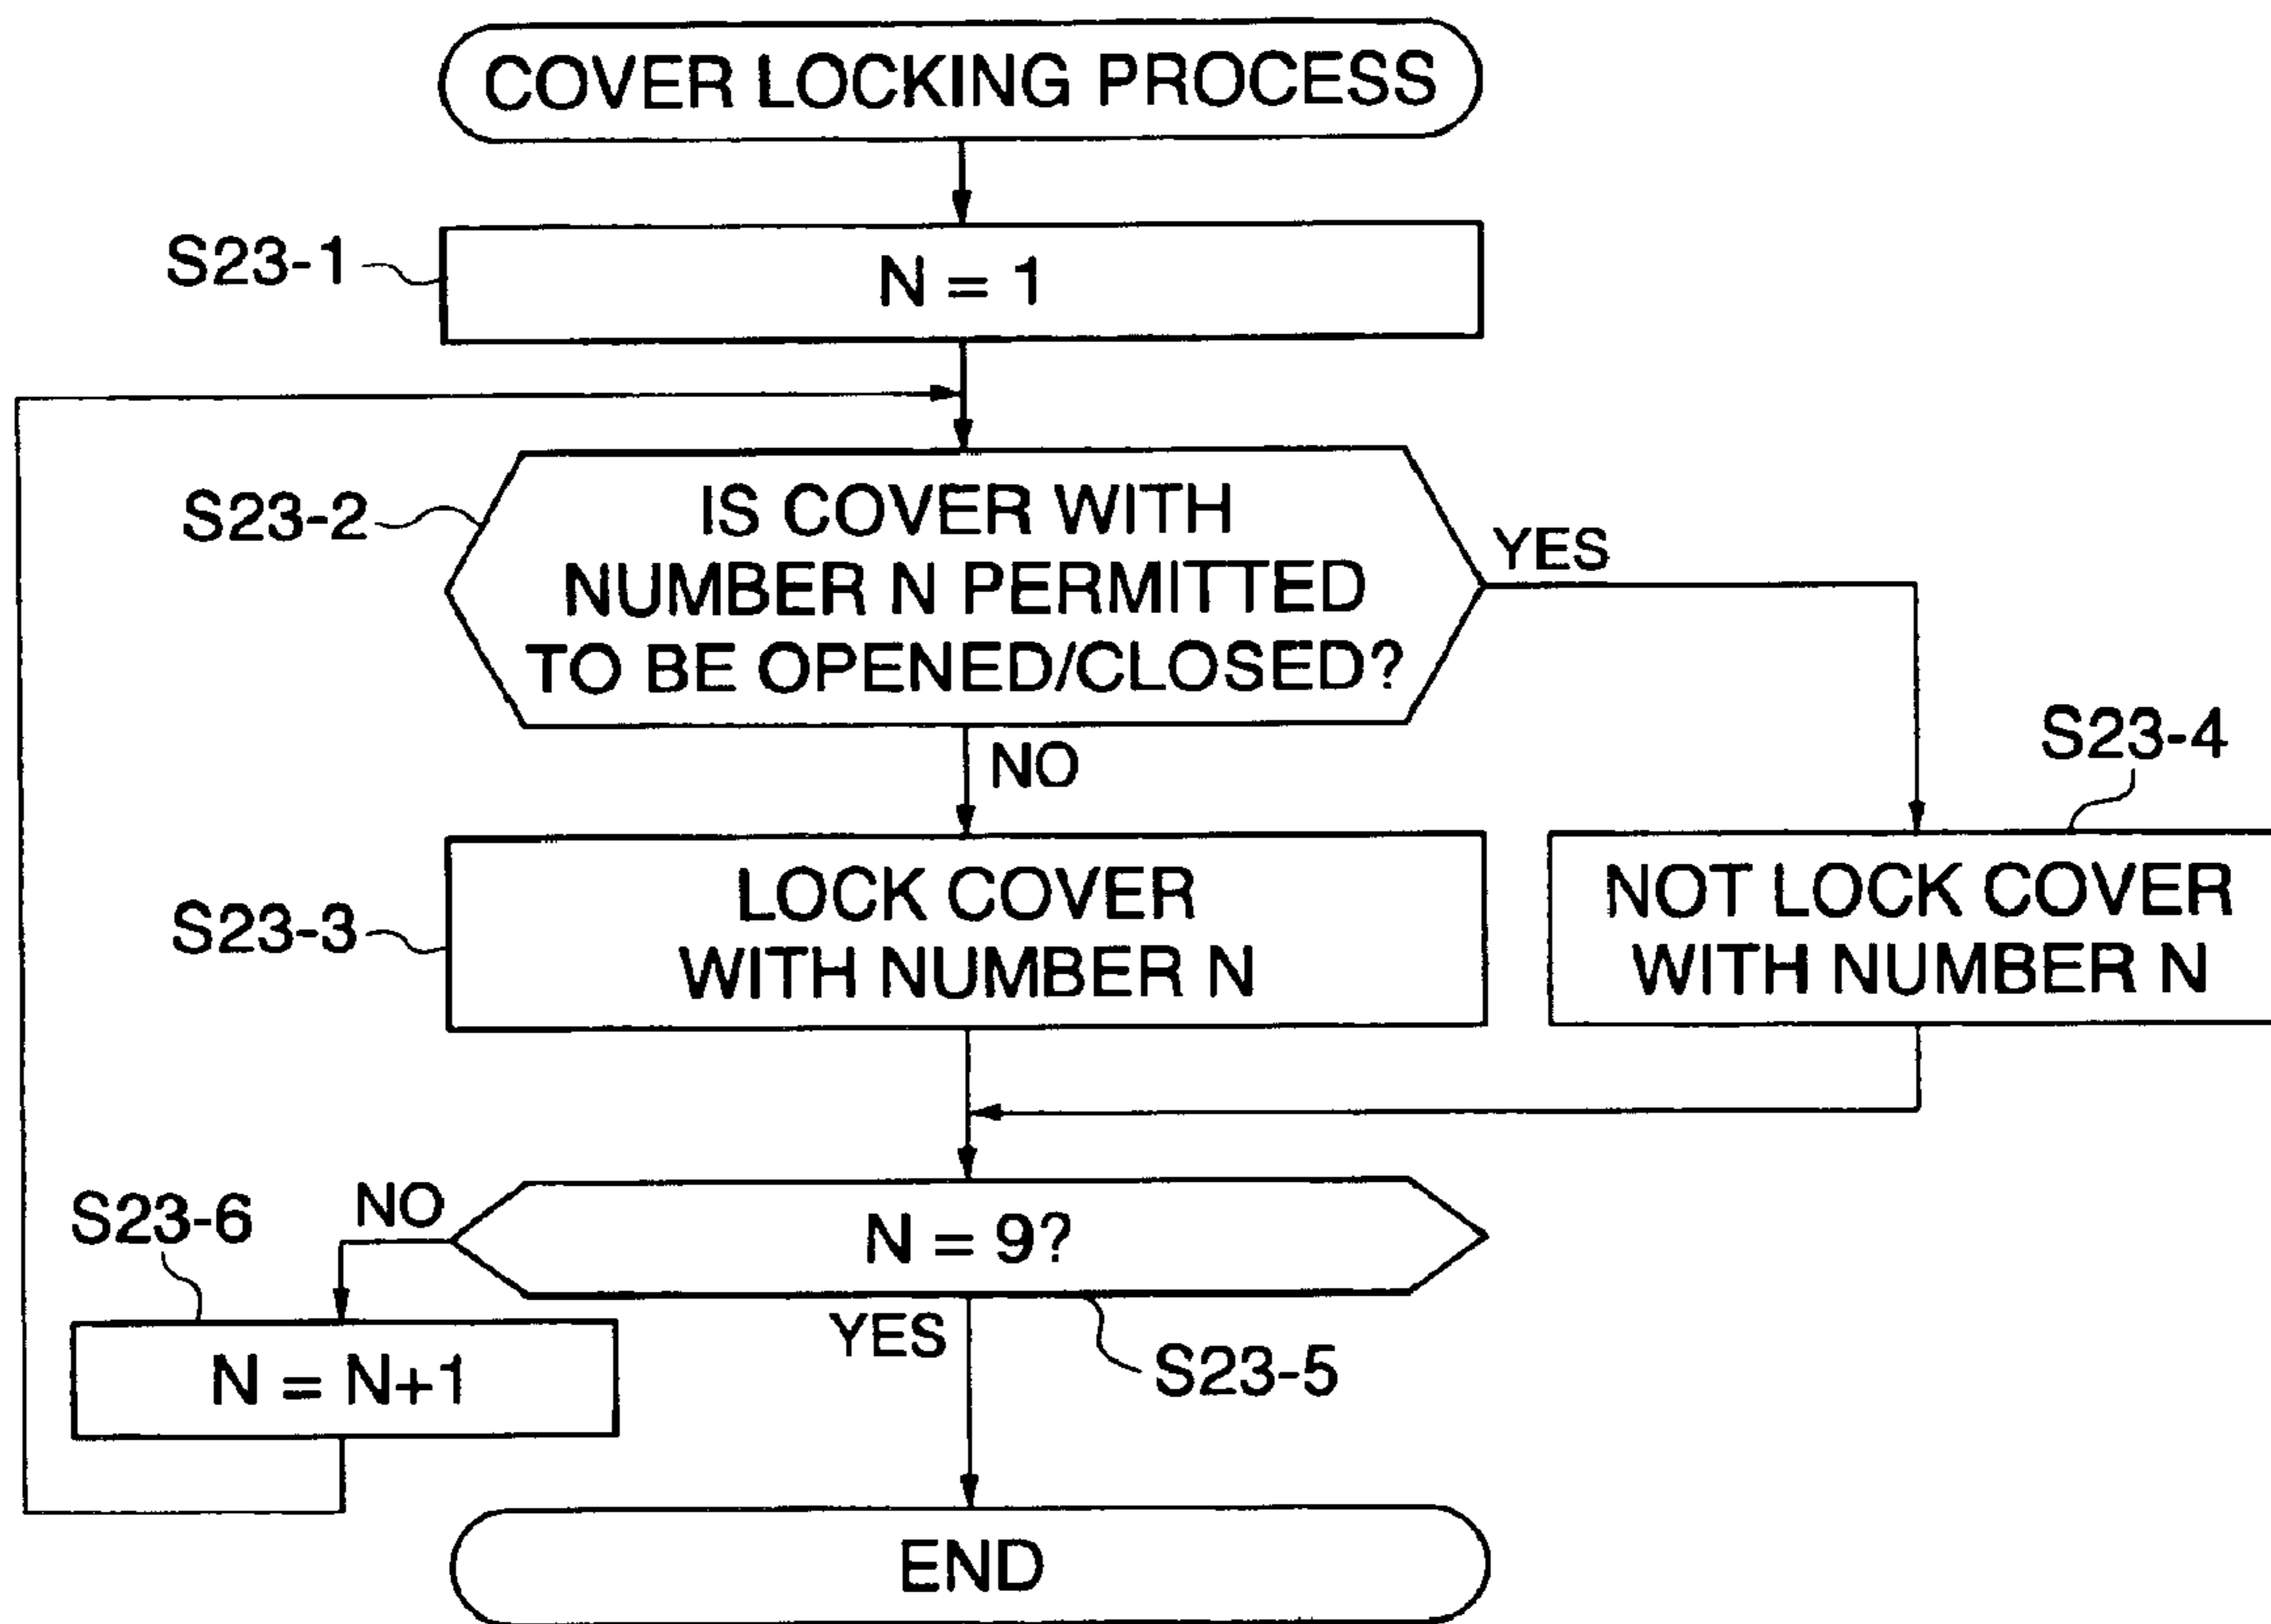 COVER LOCKING PROCESS
S23-1
N = 1
S23-2
IS COVER WITH
NUMBER N PERMITTED
TO BE OPENED/CLOSED?
YES
NO
S23-4
S23-3
LOCK COVER
WITH NUMBER N
NOT LOCK COVER
WITH NUMBER N
S23-6
NO
N = 9?
YES
S23-5
N = N+1
END